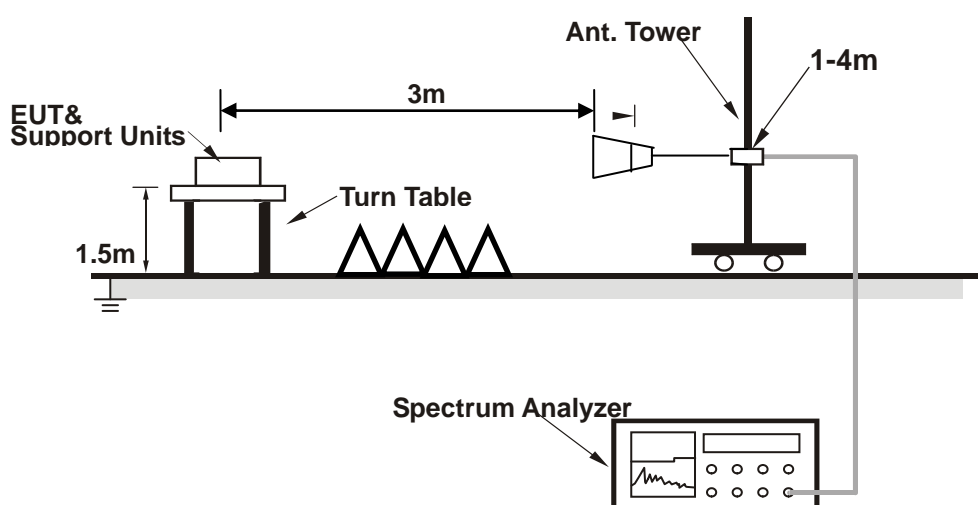 Ant. Tower
1-4m
3m
EUT&
Support Units
Turn Table
1.5m
Spectrum Analyzer